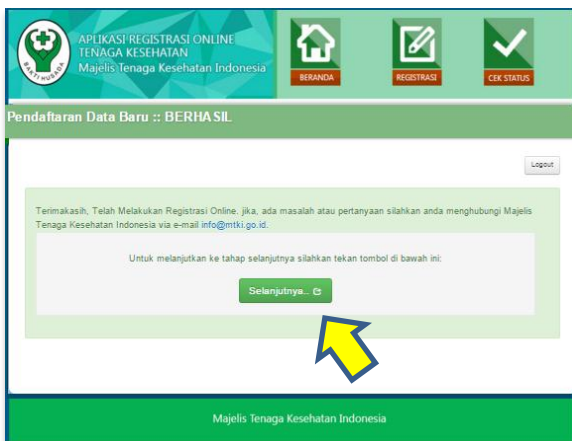 APLIKASI REGISTRASI ONLINE
TENAGA KESEHATAN
Majelis Tenaga Kesehatan Indonesia
BAKTI HUSADA
BERANDA
REGISTRASI
CEK STATUS
Pendaftaran Data Baru :: BERHASIL
Logout
Terimakasih, Telah Melakukan Registrasi Online. jika, ada masalah atau pertanyaan silahkan anda menghubungi Majelis
Tenaga Kesehatan Indonesia via e-mail info@mtki.go.id.
Untuk melanjutkan ke tahap selanjutnya silahkan tekan tombol di bawah ini:
Selanjutnya..
Majelis Tenaga Kesehatan Indonesia